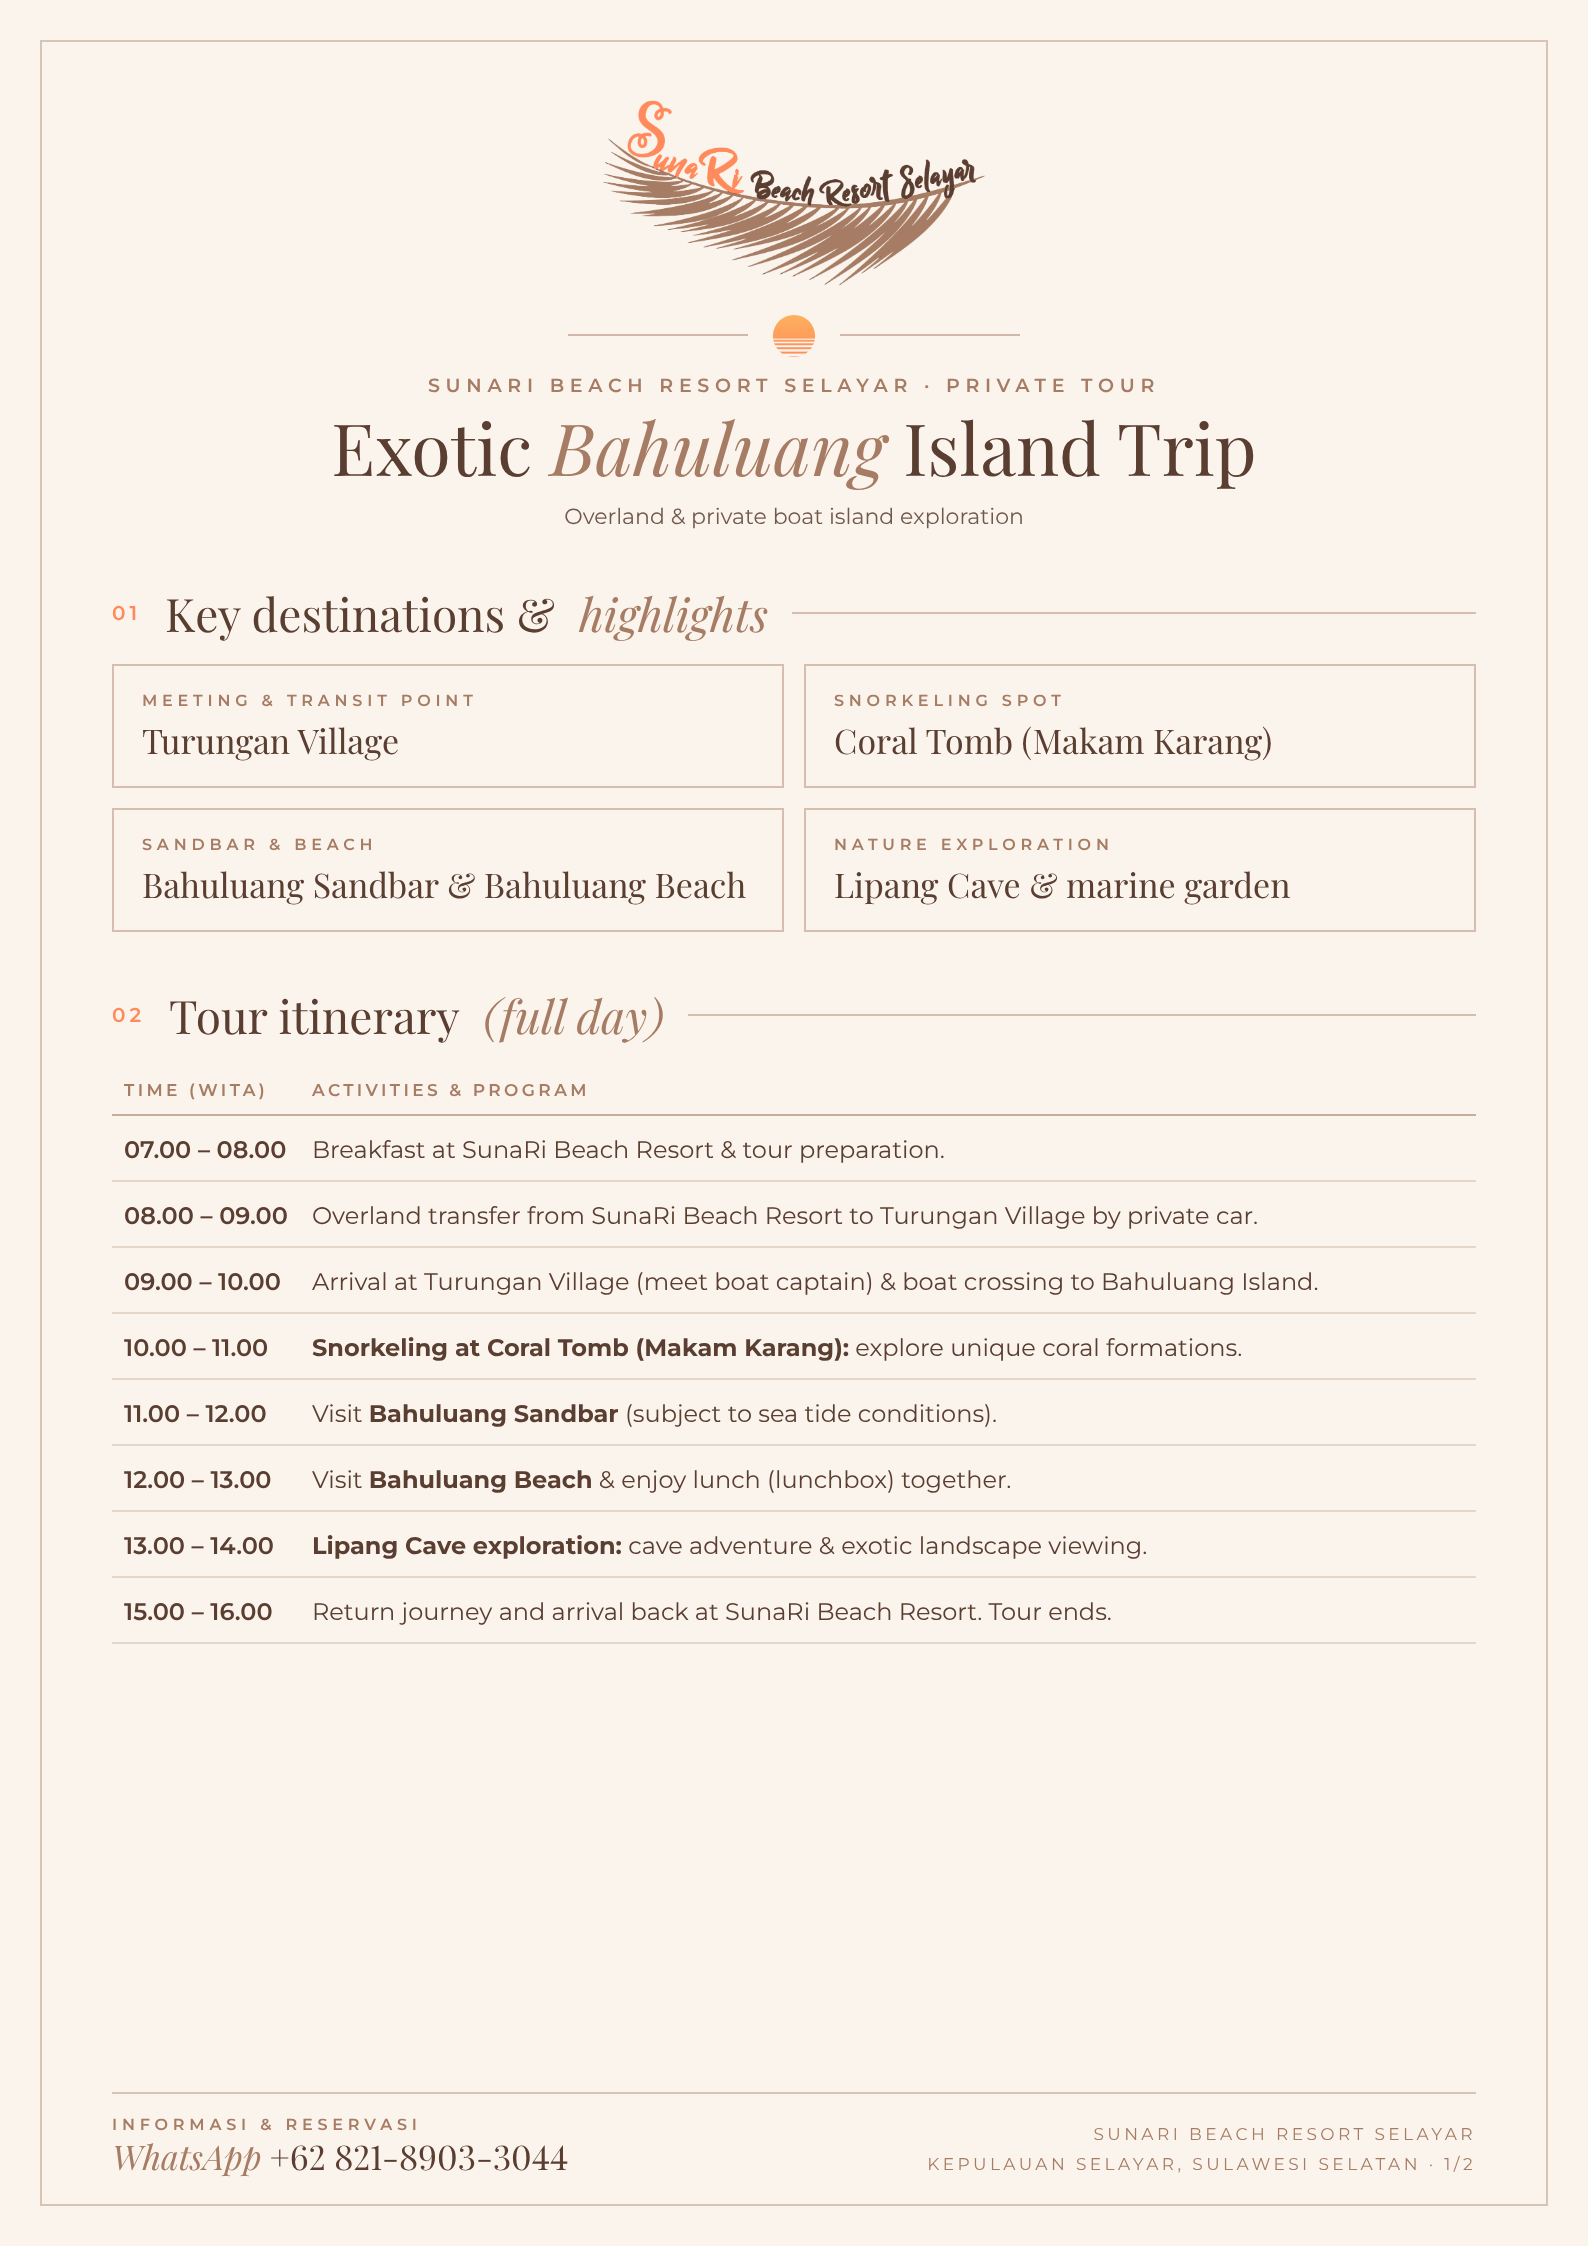 SunaRi Beach Resort Selayar
SUNARI BEACH RESORT SELAYAR · PRIVATE TOUR
Exotic Bahuluang Island Trip
Overland & private boat island exploration
01 Key destinations & highlights
MEETING & TRANSIT POINT
Turungan Village
SNORKELING SPOT
Coral Tomb (Makam Karang)
SANDBAR & BEACH
Bahuluang Sandbar & Bahuluang Beach
NATURE EXPLORATION
Lipang Cave & marine garden
02 Tour itinerary (full day)
TIME (WITA) ACTIVITIES & PROGRAM
07.00 – 08.00 Breakfast at SunaRi Beach Resort & tour preparation.
08.00 – 09.00 Overland transfer from SunaRi Beach Resort to Turungan Village by private car.
09.00 – 10.00 Arrival at Turungan Village (meet boat captain) & boat crossing to Bahuluang Island.
10.00 – 11.00 Snorkeling at Coral Tomb (Makam Karang): explore unique coral formations.
11.00 – 12.00 Visit Bahuluang Sandbar (subject to sea tide conditions).
12.00 – 13.00 Visit Bahuluang Beach & enjoy lunch (lunchbox) together.
13.00 – 14.00 Lipang Cave exploration: cave adventure & exotic landscape viewing.
15.00 – 16.00 Return journey and arrival back at SunaRi Beach Resort. Tour ends.
INFORMASI & RESERVASI
WhatsApp +62 821-8903-3044
SUNARI BEACH RESORT SELAYAR
KEPULAUAN SELAYAR, SULAWESI SELATAN · 1/2